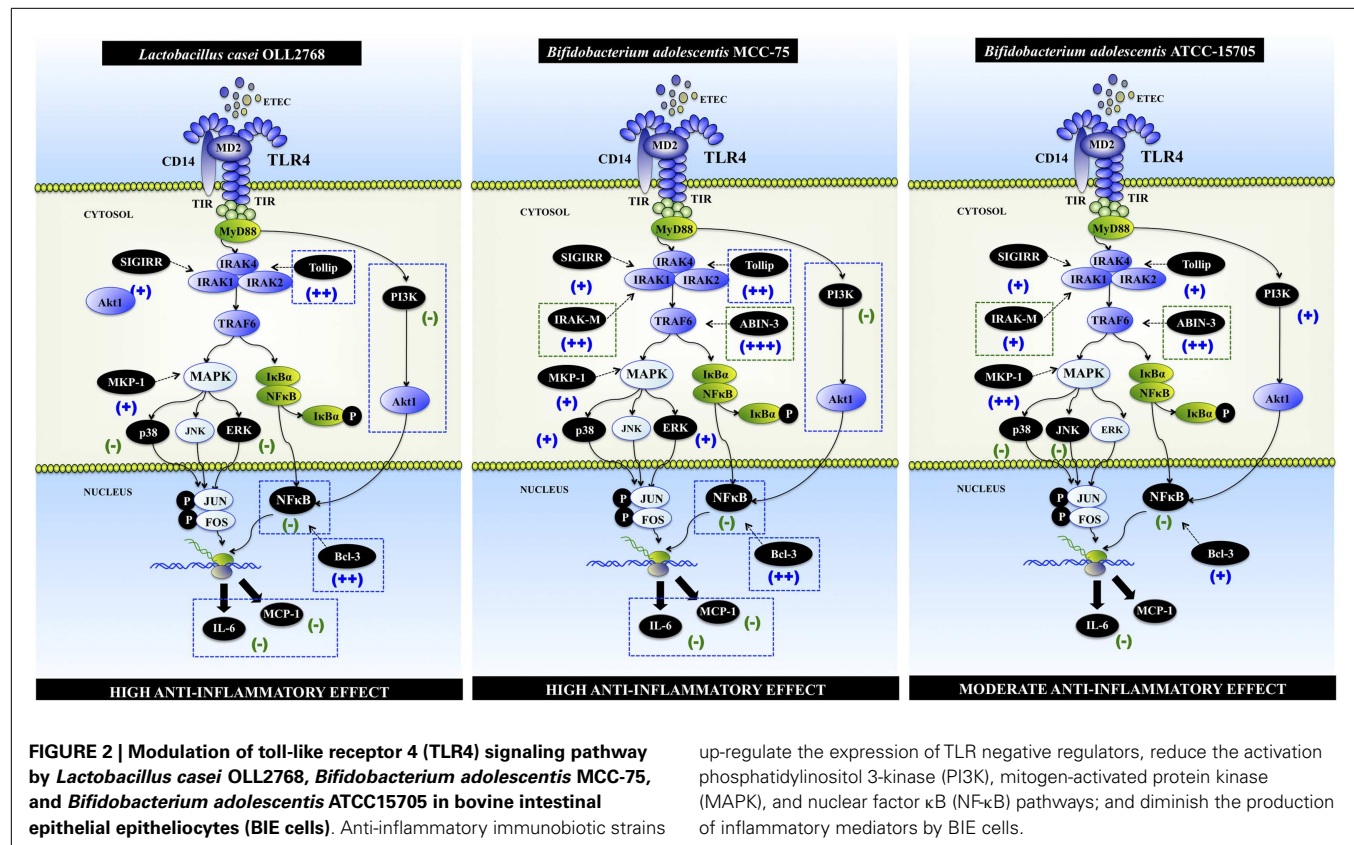 Lactobacillus casei OLL2768
ETEC
MD2
CD14
TLR4
TIR
TIR
CYTOSOL
MyD88
SIGIRR
(+)
Akt1
IRAK4
IRAK1
IRAK2
Tollip
(++)
PI3K
(-)
TRAF6
MKP-1
(+)
MAPK
IκBα
NFκB
IκBα
P
Akt1
p38
(-)
JNK
ERK
(-)
NUCLEUS
P
JUN
P
FOS
NFκB
(-)
Bcl-3
(++)
IL-6
(-)
MCP-1
(-)
HIGH ANTI-INFLAMMATORY EFFECT
Bifidobacterium adolescentis MCC-75
ETEC
MD2
CD14
TLR4
TIR
TIR
CYTOSOL
MyD88
SIGIRR
(+)
IRAK4
IRAK1
IRAK2
Tollip
(++)
PI3K
(-)
IRAK-M
(++)
TRAF6
ABIN-3
(+++)
MKP-1
(+)
MAPK
IκBα
NFκB
IκBα
P
Akt1
(+)
p38
JNK
ERK
(+)
NUCLEUS
P
JUN
P
FOS
NFκB
(-)
Bcl-3
(++)
IL-6
(-)
MCP-1
(-)
HIGH ANTI-INFLAMMATORY EFFECT
Bifidobacterium adolescentis ATCC-15705
ETEC
MD2
CD14
TLR4
TIR
TIR
CYTOSOL
MyD88
SIGIRR
(+)
IRAK4
IRAK1
IRAK2
Tollip
(+)
PI3K
(+)
IRAK-M
(+)
TRAF6
ABIN-3
(++)
MKP-1
(++)
MAPK
IκBα
NFκB
IκBα
P
Akt1
p38
(-)
JNK
(-)
ERK
NUCLEUS
P
JUN
P
FOS
NFκB
(-)
Bcl-3
(+)
IL-6
(-)
MCP-1
MODERATE ANTI-INFLAMMATORY EFFECT
FIGURE 2 | Modulation of toll-like receptor 4 (TLR4) signaling pathway
by Lactobacillus casei OLL2768, Bifidobacterium adolescentis MCC-75,
and Bifidobacterium adolescentis ATCC15705 in bovine intestinal
epithelial epitheliocytes (BIE cells). Anti-inflammatory immunobiotic strains
up-regulate the expression of TLR negative regulators, reduce the activation
phosphatidylinositol 3-kinase (PI3K), mitogen-activated protein kinase
(MAPK), and nuclear factor κB (NF-κB) pathways; and diminish the production
of inflammatory mediators by BIE cells.